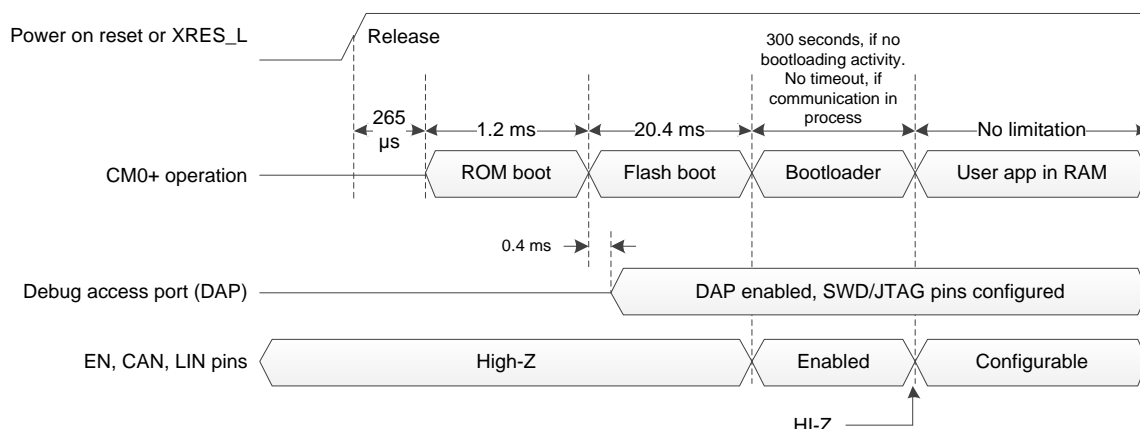 Power on reset or XRES_L
Release
300 seconds, if no
bootloading activity.
No timeout, if
communication in
process
265
µs
1.2 ms
20.4 ms
No limitation
CM0+ operation
ROM boot
Flash boot
Bootloader
User app in RAM
0.4 ms
Debug access port (DAP)
DAP enabled, SWD/JTAG pins configured
EN, CAN, LIN pins
High-Z
Enabled
Configurable
HI-Z